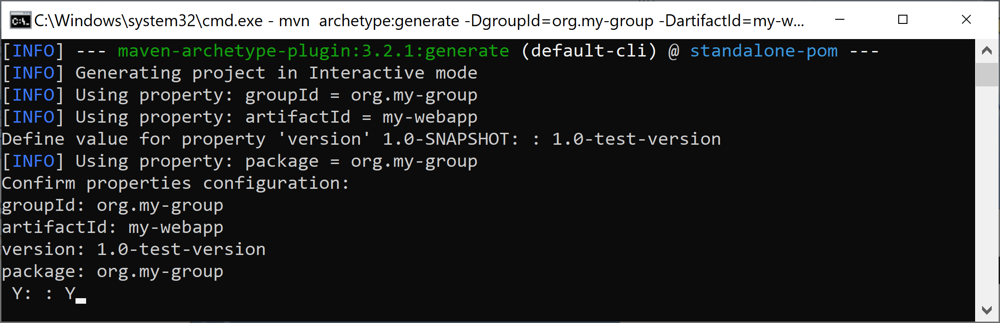 C:\Windows\system32\cmd.exe - mvn  archetype:generate -DgroupId=org.my-group -DartifactId=my-w...
[INFO] --- maven-archetype-plugin:3.2.1:generate (default-cli) @ standalone-pom ---
[INFO] Generating project in Interactive mode
[INFO] Using property: groupId = org.my-group
[INFO] Using property: artifactId = my-webapp
Define value for property 'version' 1.0-SNAPSHOT: : 1.0-test-version
[INFO] Using property: package = org.my-group
Confirm properties configuration:
groupId: org.my-group
artifactId: my-webapp
version: 1.0-test-version
package: org.my-group
 Y: : Y